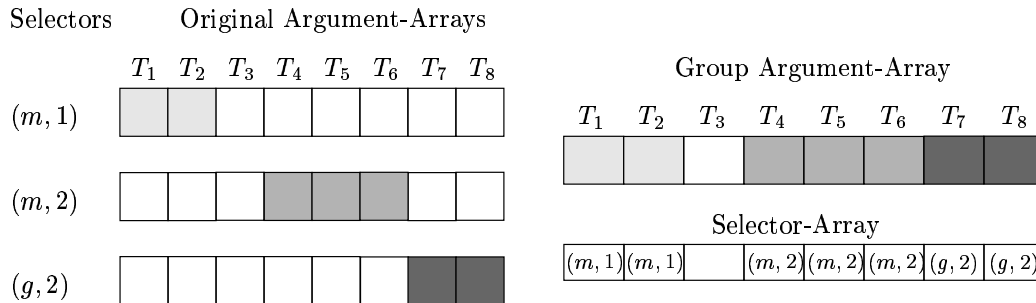 Selectors Original Argument-Arrays
T1 T2 T3 T4 T5 T6 T7 T8
(m, 1)
(m, 2)
(g, 2)
Group Argument-Array
T1 T2 T3 T4 T5 T6 T7 T8
Selector-Array
(m, 1) (m, 1) (m, 2) (m, 2) (m, 2) (g, 2) (g, 2)